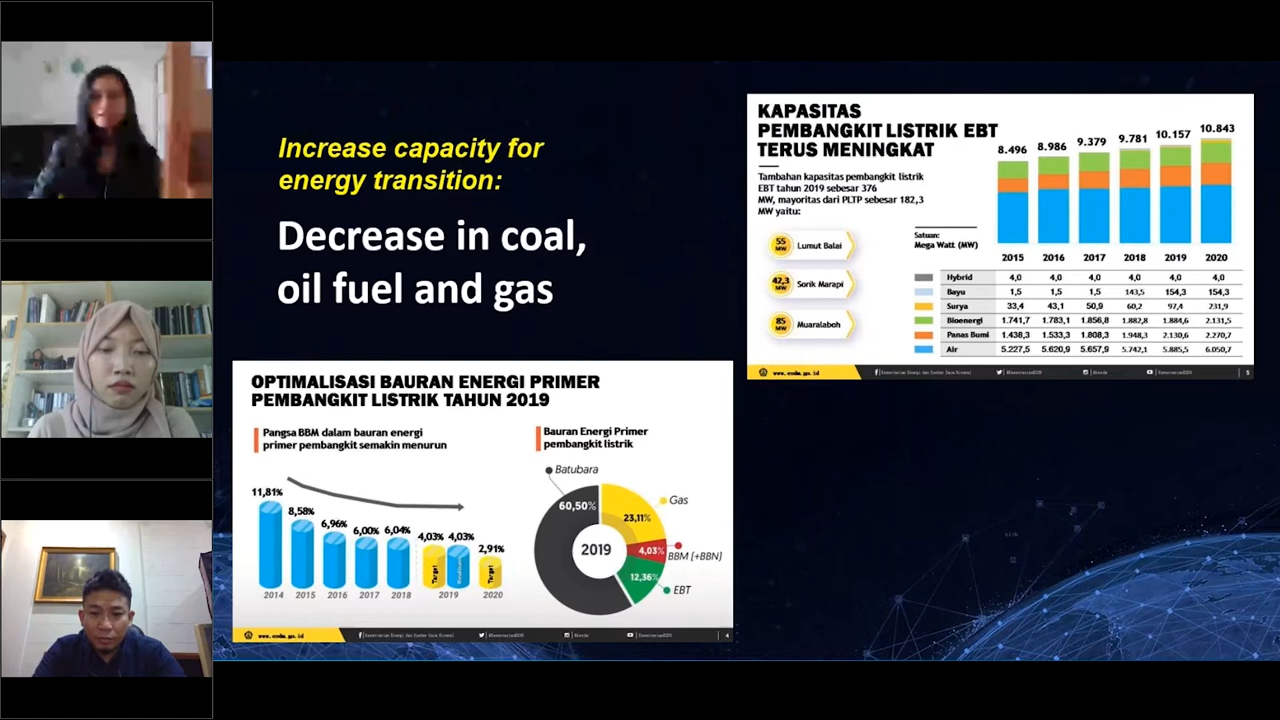 Increase capacity for
energy transition:
Decrease in coal,
oil fuel and gas
OPTIMALISASI BAURAN ENERGI PRIMER
PEMBANGKIT LISTRIK TAHUN 2019
Pangsa BBM dalam bauran energi
primer pembangkit semakin menurun
11,81%
8,58%
6,96%
6,00%
6,04%
4,03%
4,03%
2,91%
Target
Target
2014 2015 2016 2017 2018 2019 2020
Bauran Energi Primer
pembangkit listrik
Batubara
60,50%
Gas
23,11%
4,03%
BBM [+BBN]
12,36%
EBT
2019
www.esdm.go.id
4
KAPASITAS
PEMBANGKIT LISTRIK EBT
TERUS MENINGKAT
Tambahan kapasitas pembangkit listrik
EBT tahun 2019 sebesar 376
MW, mayoritas dari PLTP sebesar 182,3
MW yaitu:
55 MW Lumut Balai
42,3 MW Sorik Marapi
85 MW Muaralaboh
8.496 8.986 9.379 9.781 10.157 10.843
Satuan:
Mega Watt (MW)
2015 2016 2017 2018 2019 2020
Hybrid 4,0 4,0 4,0 4,0 4,0 4,0
Bayu 1,5 1,5 1,5 143,5 154,3 154,3
Surya 33,4 43,1 50,9 60,2 97,4 231,9
Bioenergi 1.741,7 1.783,1 1.856,8 1.882,8 1.884,6 2.131,5
Panas Bumi 1.438,3 1.533,3 1.808,3 1.948,3 2.130,6 2.270,7
Air 5.227,5 5.620,9 5.657,9 5.742,1 5.885,5 6.050,7
www.esdm.go.id
5